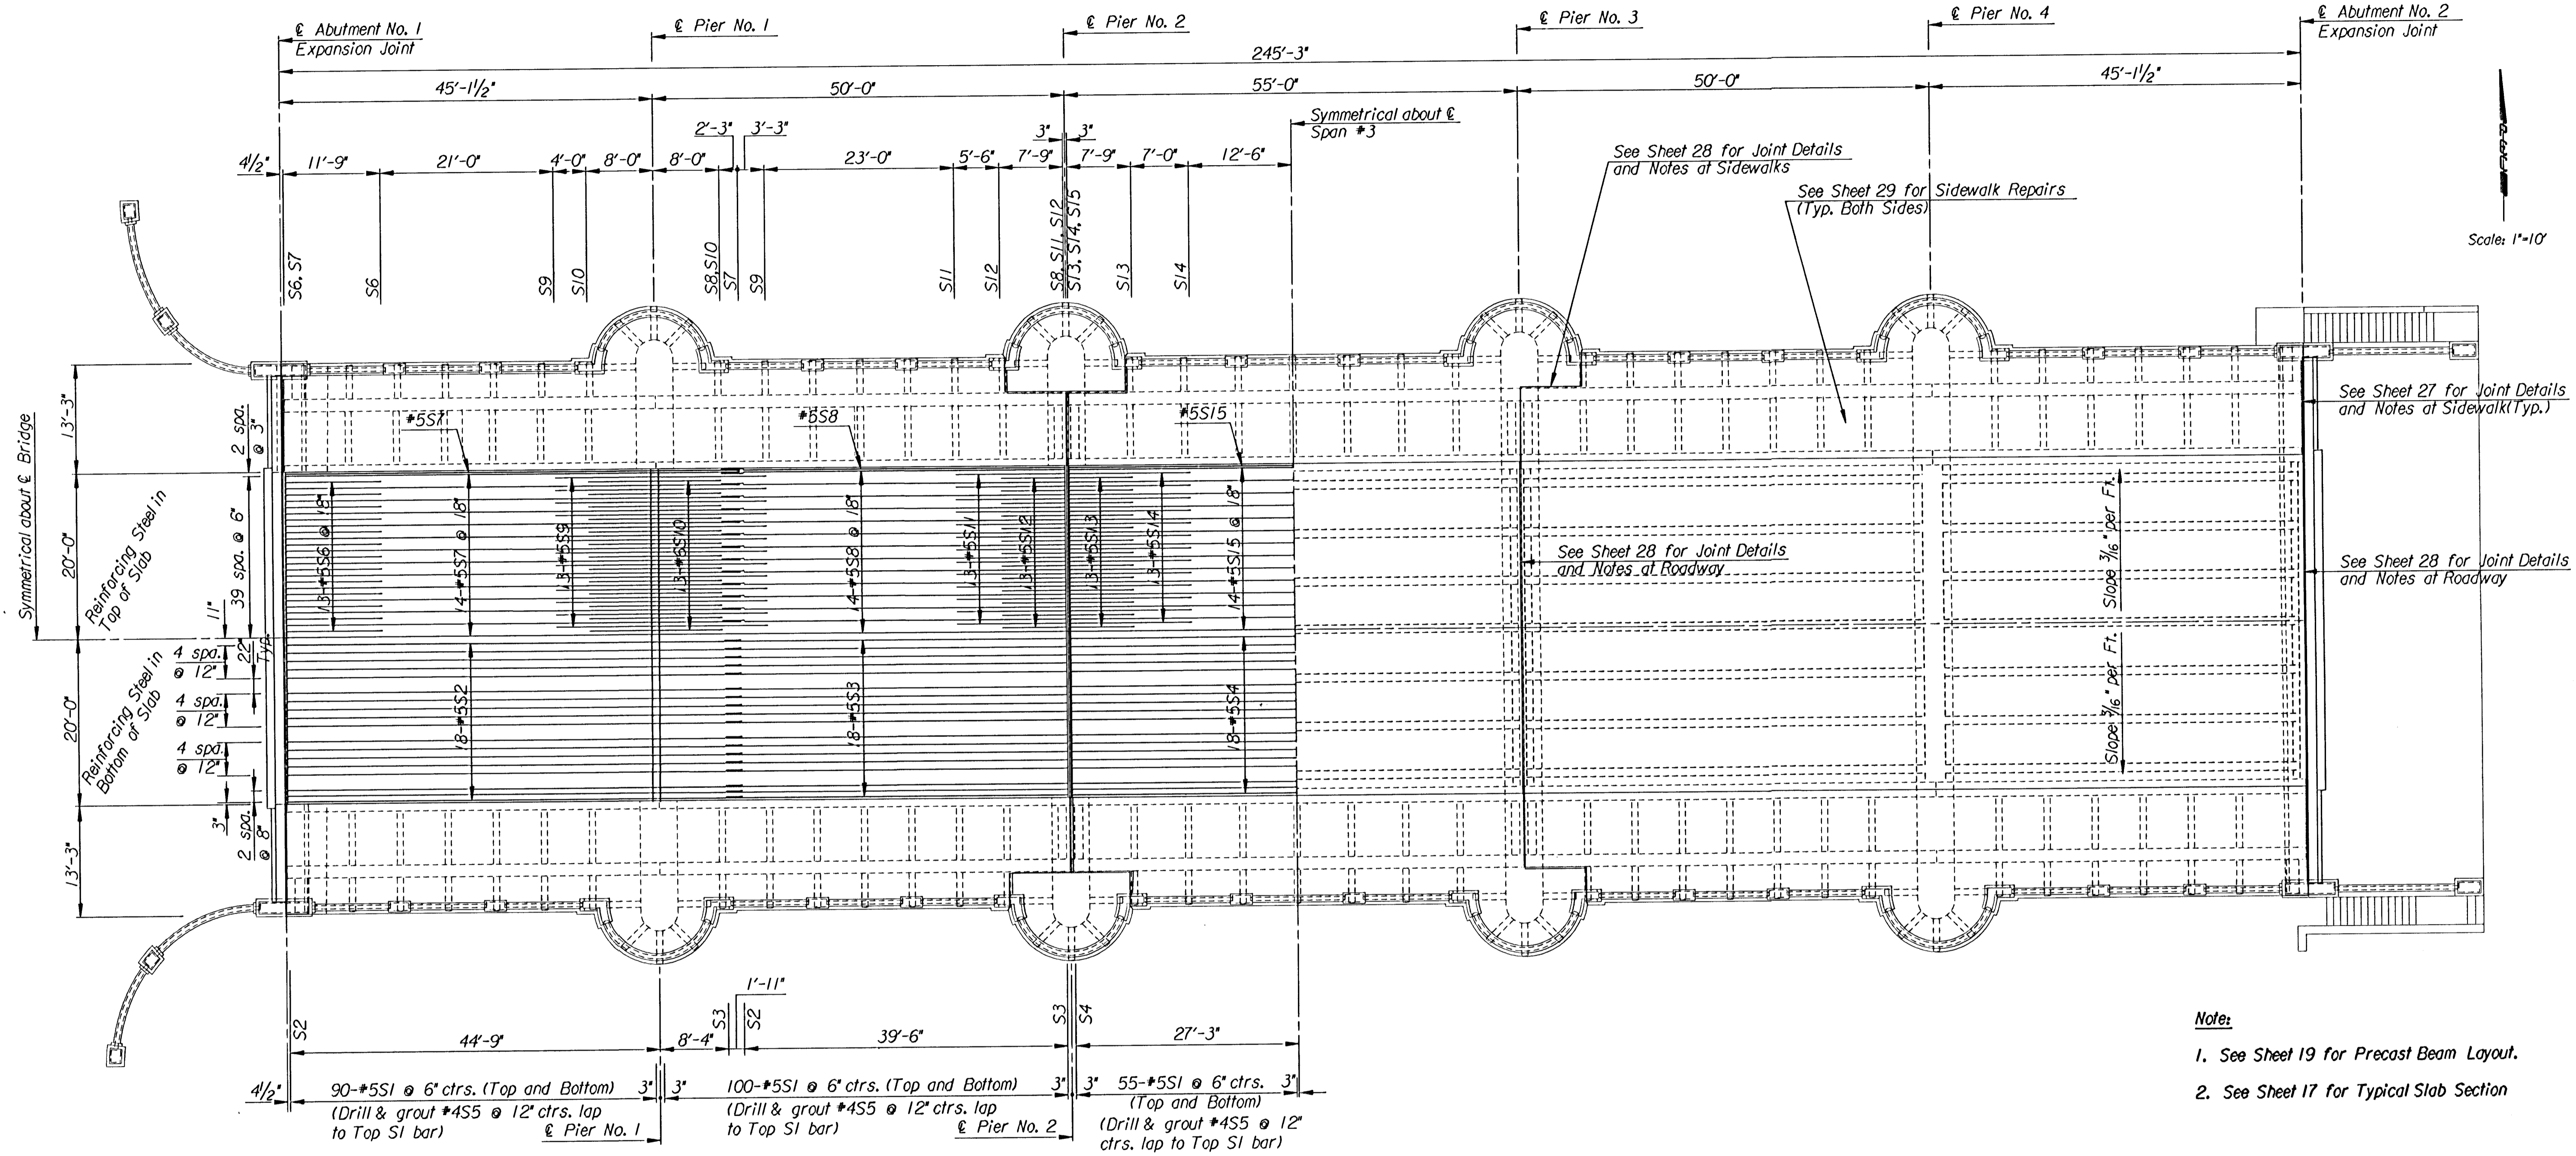 ℄ Abutment No. 1
Expansion Joint
℄ Pier No. 1
℄ Pier No. 2
℄ Pier No. 3
℄ Pier No. 4
℄ Abutment No. 2
Expansion Joint
245'-3"
45'-1 1/2"
50'-0"
55'-0"
50'-0"
45'-1 1/2"
Symmetrical about ℄
Span #3
2'-3"
3'-3"
3"
3"
4 1/2"
11'-9"
21'-0"
4'-0"
8'-0"
8'-0"
23'-0"
5'-6"
7'-9"
7'-9"
7'-0"
12'-6"
See Sheet 28 for Joint Details
and Notes at Sidewalks
See Sheet 29 for Sidewalk Repairs
(Typ. Both Sides)
Scale: 1"=10'
S6, S7
S6
S9
S10
S8,S10
S7
S9
S11
S12
S8, S11, S12
S13, S14, S15
S13
S14
See Sheet 27 for Joint Details
and Notes at Sidewalk(Typ.)
13'-3"
2 spa.
@ 3"
#5S7
#5S8
#5S15
Symmetrical about ℄ Bridge
20'-0"
Reinforcing Steel in
Top of Slab
39 spa. @ 6"
11"
13-#5S6 @ 18"
14-#5S7 @ 18"
13-#5S9
13-#5S10
14-#5S8 @ 18"
13-#5S11
13-#5S12
13-#5S13
13-#5S14
14-#5S15 @ 18"
See Sheet 28 for Joint Details
and Notes at Roadway
Slope 3/16" per Ft.
See Sheet 28 for Joint Details
and Notes at Roadway
20'-0"
Reinforcing Steel in
Bottom of Slab
4 spa.
@ 12"
22"
Typ.
4 spa.
@ 12"
4 spa.
@ 12"
18-#5S2
18-#5S3
18-#5S4
Slope 3/16" per Ft.
13'-3"
3"
2 spa.
@ 8"
1'-11"
S2
S3
S2
S3
S4
44'-9"
8'-4"
39'-6"
27'-3"
4 1/2"
90-#5S1 @ 6" ctrs. (Top and Bottom)
(Drill & grout #4S5 @ 12" ctrs. lap
to Top S1 bar)
3"
3"
℄ Pier No. 1
100-#5S1 @ 6" ctrs. (Top and Bottom)
(Drill & grout #4S5 @ 12" ctrs. lap
to Top S1 bar)
3"
3"
℄ Pier No. 2
55-#5S1 @ 6" ctrs.
(Top and Bottom)
(Drill & grout #4S5 @ 12"
ctrs. lap to Top S1 bar)
3"
Note:
1. See Sheet 19 for Precast Beam Layout.
2. See Sheet 17 for Typical Slab Section